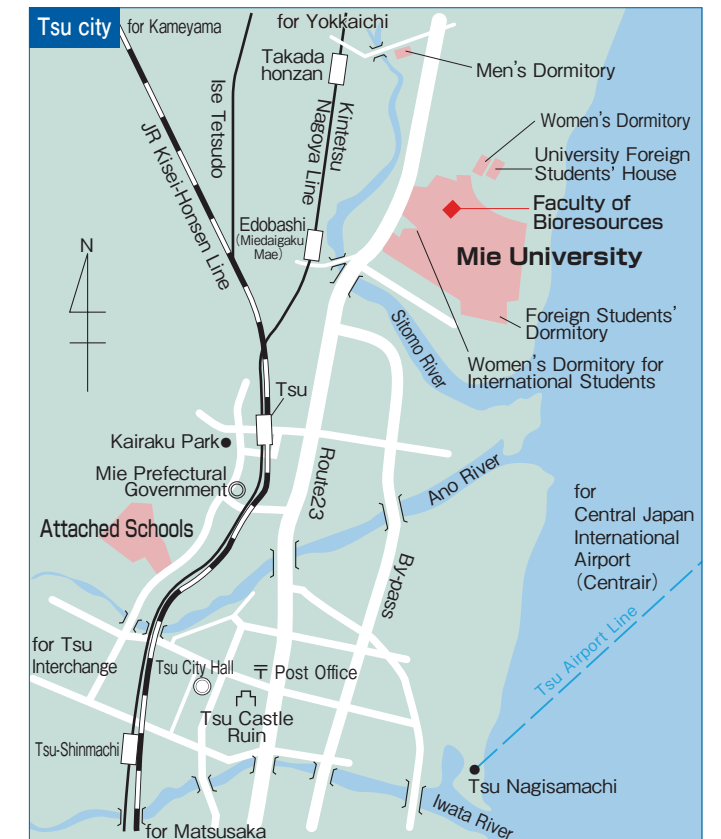 Tsu city
for Kameyama
for Yokkaichi
Takada
honzan
Men's Dormitory
Ise Tetsudo
Kintetsu
Nagoya Line
JR Kisei-Honsen Line
Women's Dormitory
University Foreign
Students' House
Faculty of
Bioresources
Edobashi
(Miedaigaku
Mae)
Mie University
N
Foreign Students'
Dormitory
Sitomo River
Women's Dormitory for
International Students
Tsu
Kairaku Park
Mie Prefectural
Government
Route23
Ano River
for
Central Japan
International
Airport
(Centrair)
Attached Schools
By-pass
Tsu Airport Line
for Tsu
Interchange
Tsu City Hall
〒 Post Office
Tsu Castle
Ruin
Tsu-Shinmachi
Tsu Nagisamachi
Iwata River
for Matsusaka